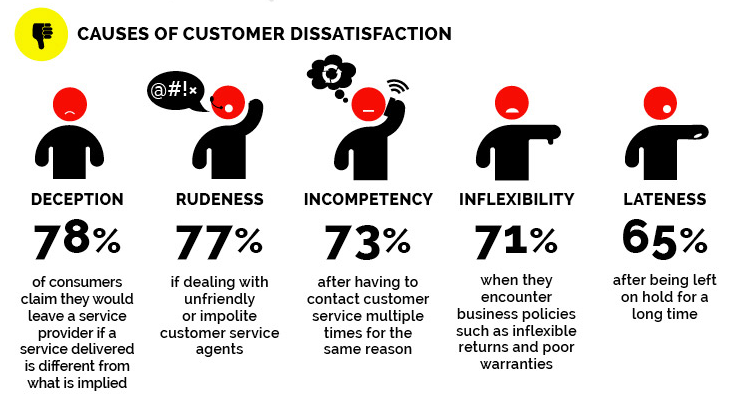 CAUSES OF CUSTOMER DISSATISFACTION
@#!×
DECEPTION
78%
of consumers
claim they would
leave a service
provider if a
service delivered
is different from
what is implied
RUDENESS
77%
if dealing with
unfriendly
or impolite
customer service
agents
INCOMPETENCY
73%
after having to
contact customer
service multiple
times for the
same reason
INFLEXIBILITY
71%
when they
encounter
business policies
such as inflexible
returns and poor
warranties
LATENESS
65%
after being left
on hold for a
long time